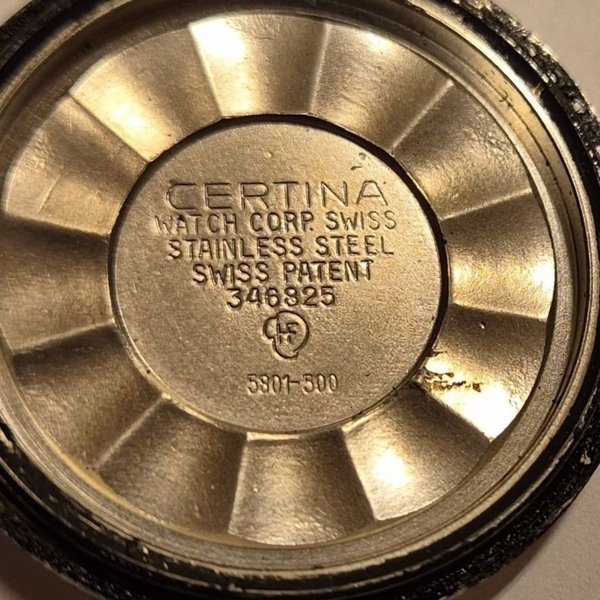 CERTINA
WATCH CORP. SWISS
STAINLESS STEEL
SWISS PATENT
346825
5801-500